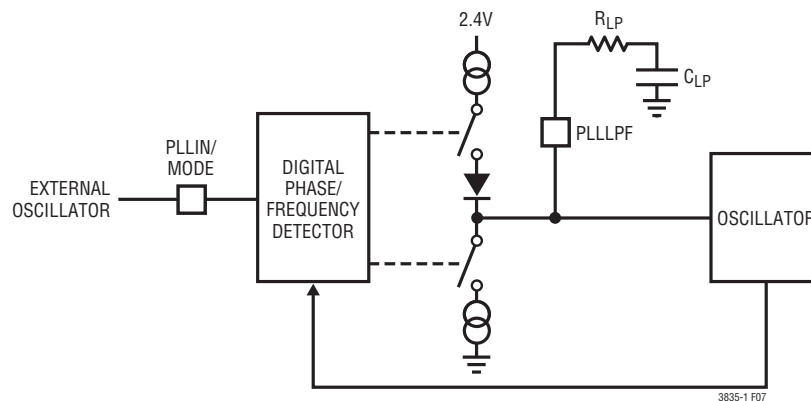 2.4V
R_LP
C_LP
PLLLPF
PLLIN/
MODE
DIGITAL
PHASE/
FREQUENCY
DETECTOR
EXTERNAL
OSCILLATOR
OSCILLATOR
3835-1 F07